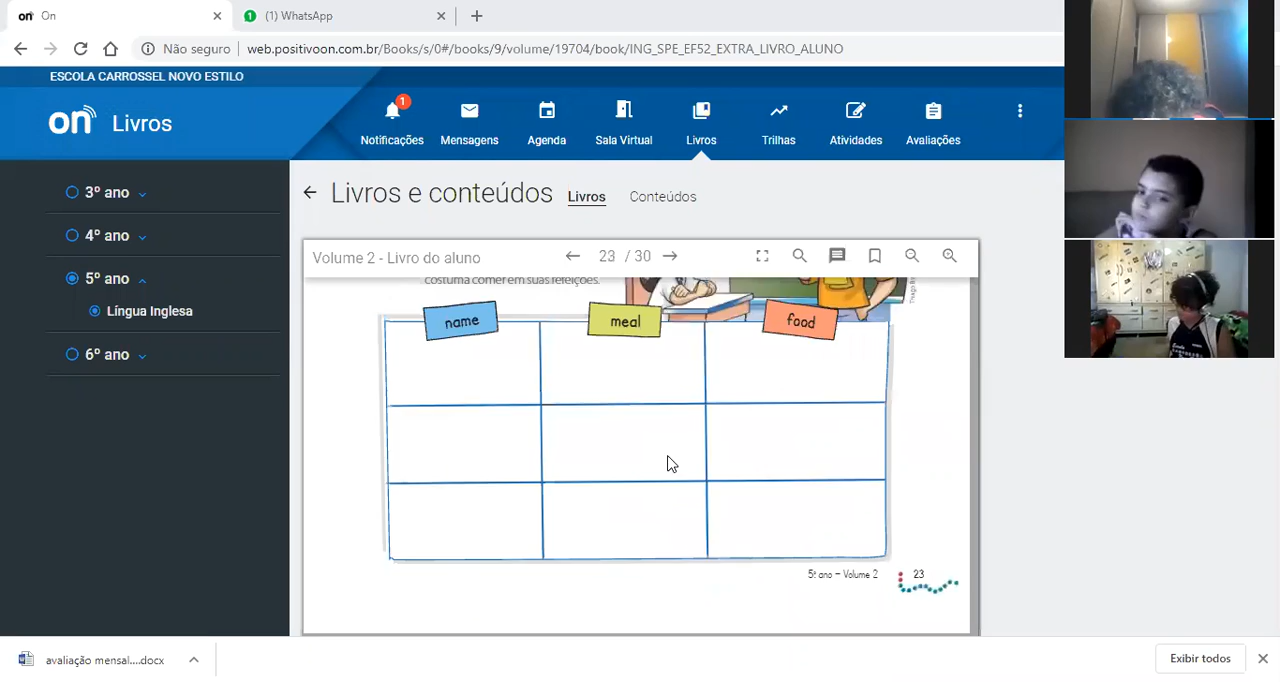 On
(1) WhatsApp
Não seguro
web.positivoon.com.br/Books/s/0#/books/9/volume/19704/book/ING_SPE_EF52_EXTRA_LIVRO_ALUNO
ESCOLA CARROSSEL NOVO ESTILO
on Livros
1
Notificações
Mensagens
Agenda
Sala Virtual
Livros
Trilhas
Atividades
Avaliações
3º ano
4º ano
5º ano
Língua Inglesa
6º ano
Livros e conteúdos
Livros
Conteúdos
Volume 2 - Livro do aluno
23 / 30
costuma comer em suas refeições.
name
meal
food
5º. ano – Volume 2
23
avaliação mensal....docx
Exibir todos